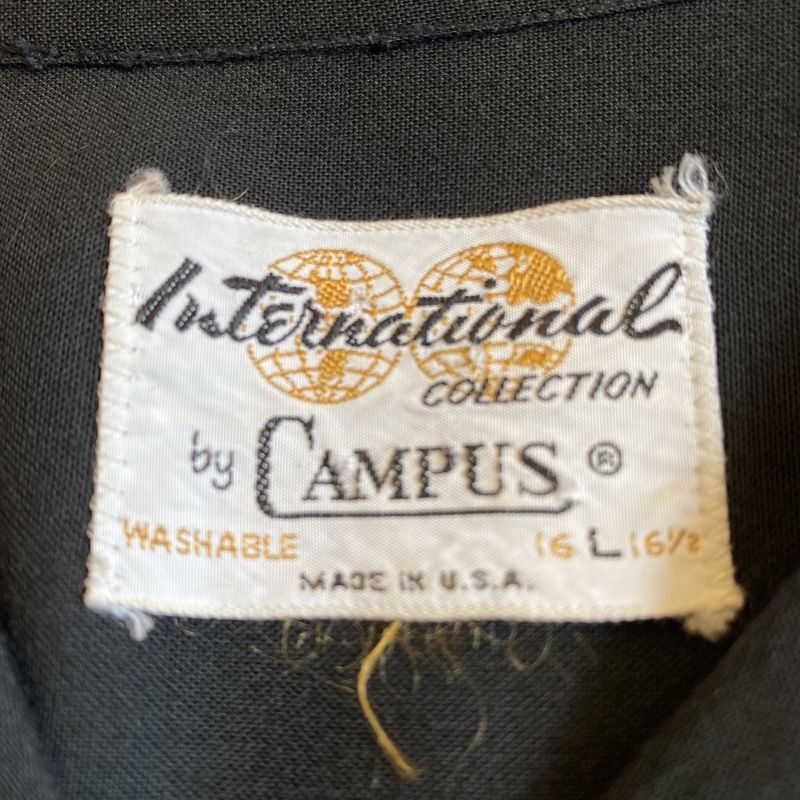 International
COLLECTION
by CAMPUS ®
WASHABLE 16 L 16½
MADE IN U.S.A.